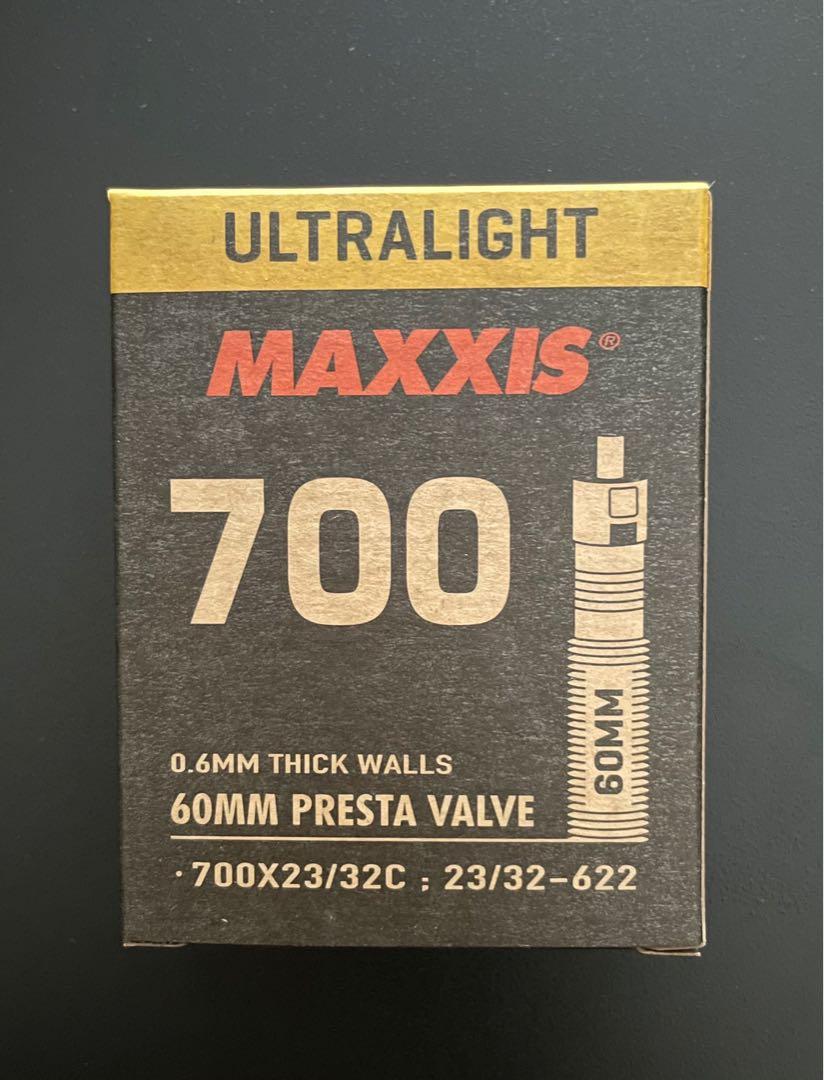 ULTRALIGHT
MAXXIS®
700
60MM
0.6MM THICK WALLS
60MM PRESTA VALVE
· 700X23/32C ; 23/32-622